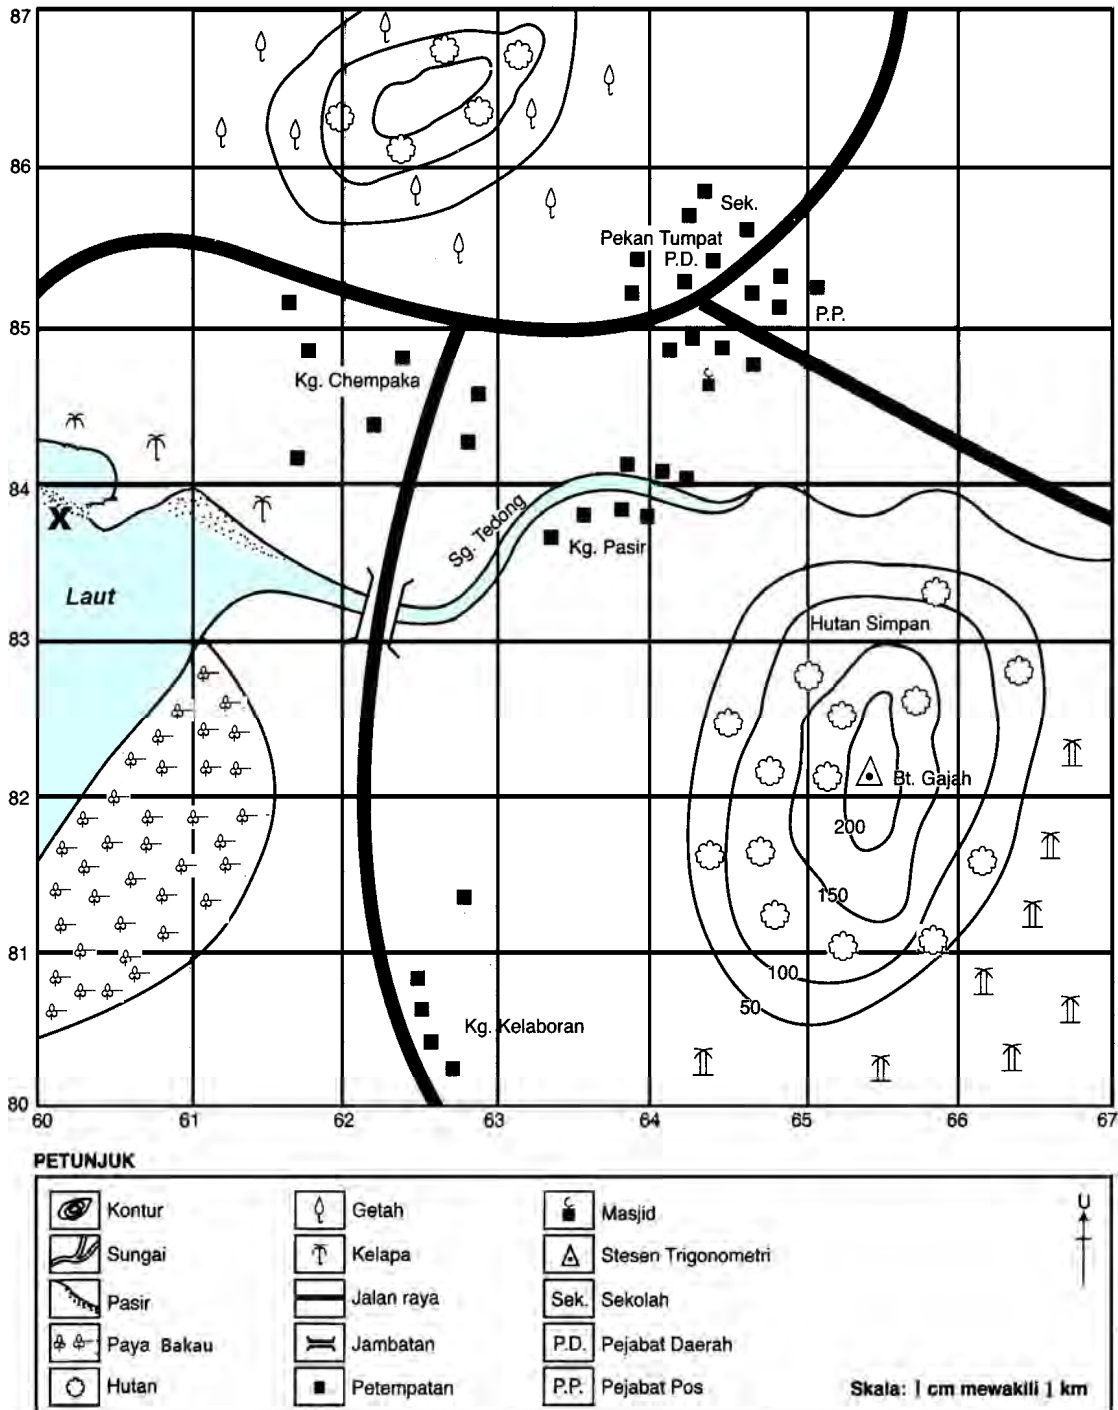 87
86
Sek.
Pekan Tumpat
P.D.
P.P.
85
Kg. Chempaka
84
X
Sg. Tedong
Kg. Pasir
Laut
83
Hutan Simpan
Bt. Gajah
82
200
150
81
100
50
Kg. Kelaboran
80
60 61 62 63 64 65 66 67
PETUNJUK
Kontur
Getah
Masjid
U
Sungai
Kelapa
Stesen Trigonometri
Pasir
Jalan raya
Sek. Sekolah
Paya Bakau
Jambatan
P.D. Pejabat Daerah
Hutan
Petempatan
P.P. Pejabat Pos
Skala: 1 cm mewakili 1 km